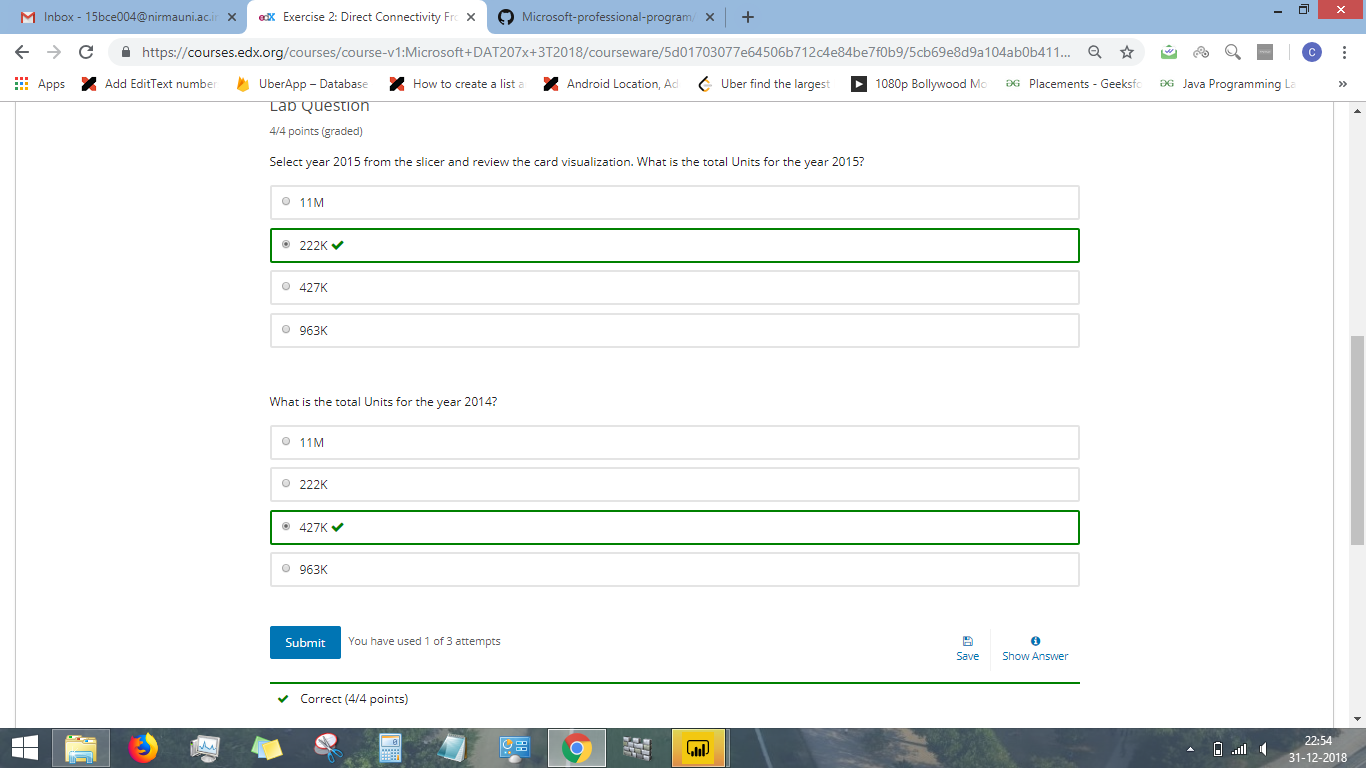 Inbox - 15bce004@nirmauni.ac.i
edX Exercise 2: Direct Connectivity Fr
Microsoft-professional-program/
https://courses.edx.org/courses/course-v1:Microsoft+DAT207x+3T2018/courseware/5d01703077e64506b712c4e84be7f0b9/5cb69e8d9a104ab0b411...
C
Apps
Add EditText number
UberApp – Database
How to create a list a
Android Location, Ad
Uber find the largest
1080p Bollywood Mo
Placements - Geeksfo
Java Programming La
»
Lab Question
4/4 points (graded)
Select year 2015 from the slicer and review the card visualization. What is the total Units for the year 2015?
11M
222K
427K
963K
What is the total Units for the year 2014?
11M
222K
427K
963K
Submit
You have used 1 of 3 attempts
Save
Show Answer
Correct (4/4 points)
22:54
31-12-2018